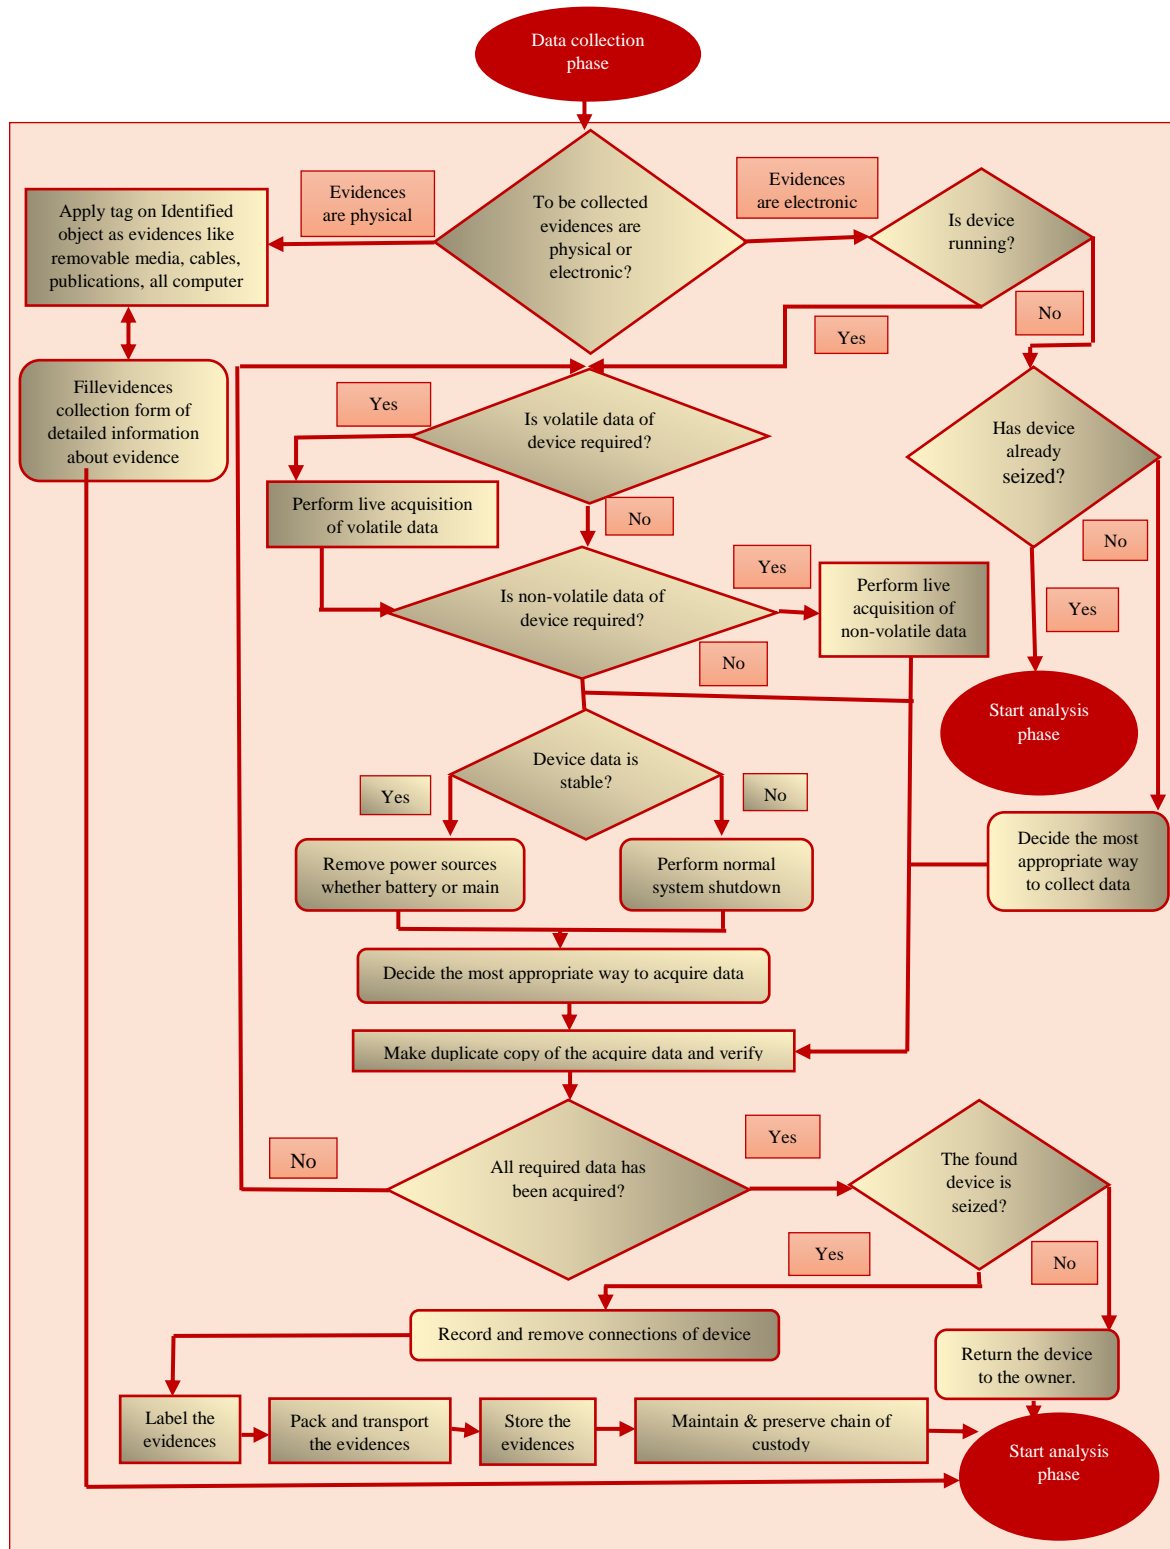 Data collection
phase
To be collected
evidences are
physical or
electronic?
Evidences
are physical
Evidences
are electronic
Apply tag on Identified
object as evidences like
removable media, cables,
publications, all computer
Is device
running?
No
Yes
Fillevidences
collection form of
detailed information
about evidence
Yes
Is volatile data of
device required?
Has device
already
seized?
Perform live acquisition
of volatile data
No
No
Is non-volatile data of
device required?
Yes
Perform live
acquisition of
non-volatile data
Yes
No
Start analysis
phase
Device data is
stable?
Yes
No
Remove power sources
whether battery or main
Perform normal
system shutdown
Decide the most
appropriate way
to collect data
Decide the most appropriate way to acquire data
Make duplicate copy of the acquire data and verify
All required data has
been acquired?
No
Yes
The found
device is
seized?
Yes
No
Record and remove connections of device
Return the device
to the owner.
Label the
evidences
Pack and transport
the evidences
Store the
evidences
Maintain & preserve chain of
custody
Start analysis
phase